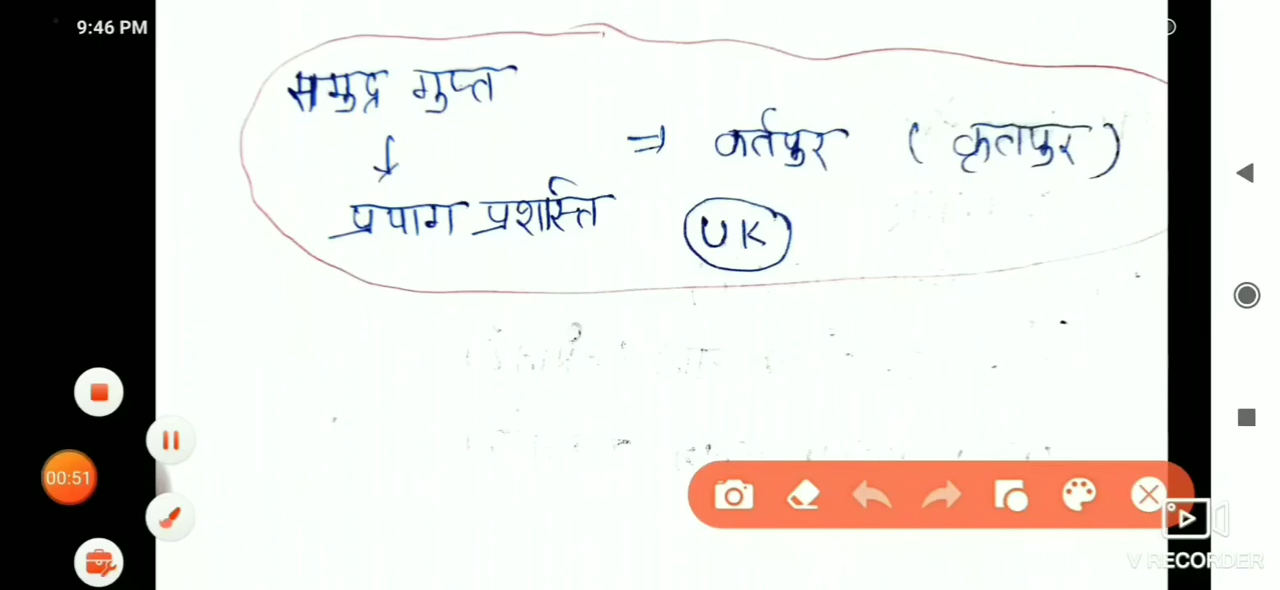 9:46 PM
समुद्र गुप्त
↓
⇒ कर्तपुर (कृतपुर)
प्रयाग प्रशस्ति
UK
00:51
V RECORDER